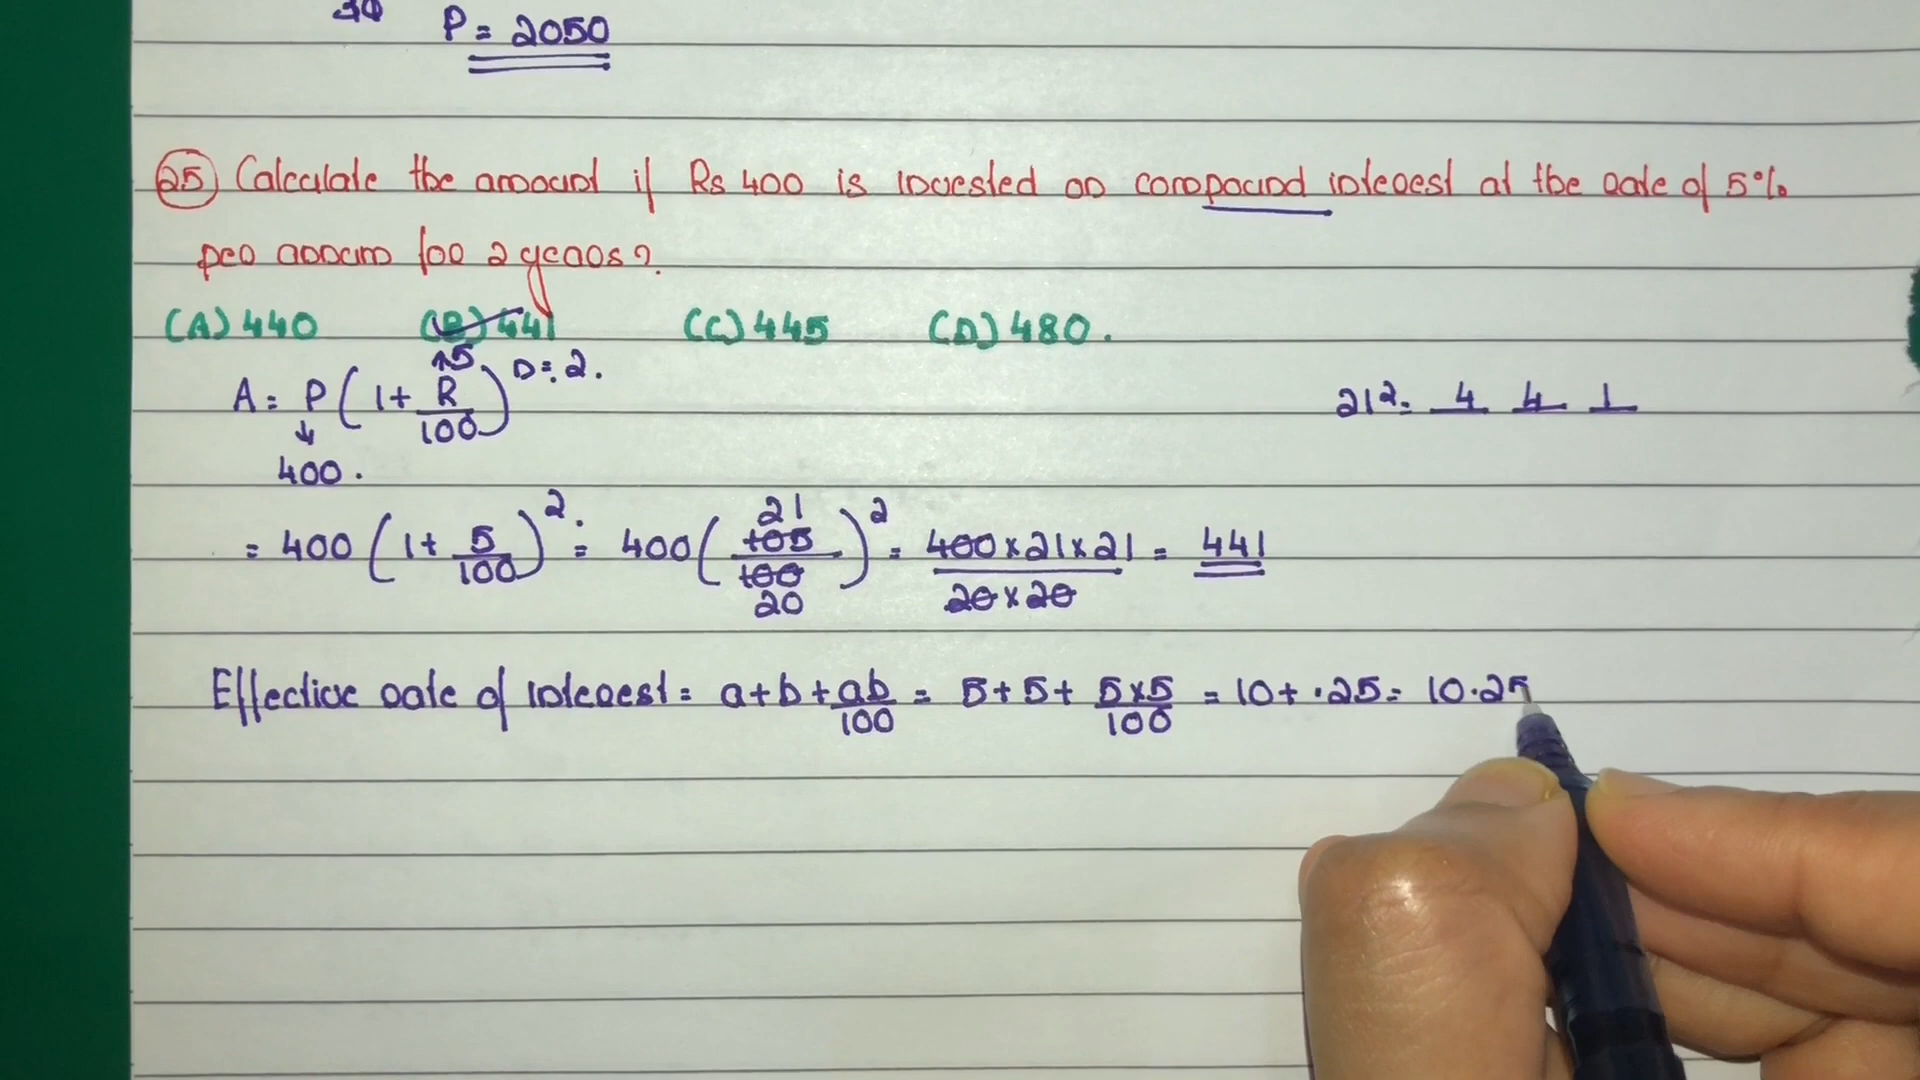 P = 2050
25 Calculate the amount if Rs 400 is invested on compound interest at the rate of 5%
per annum for 2 years?
(A) 440 (B) 441 (C) 445 (D) 480.
A = P (1 + R/100)^n=2. 5
400.
21² = 4 4 1
= 400 (1 + 5/100)². = 400 (105/100)² 21 20 = 400×21×21/20×20 = 441
Effective rate of interest = a+b+ab/100 = 5+5+5×5/100 = 10+.25 = 10.25